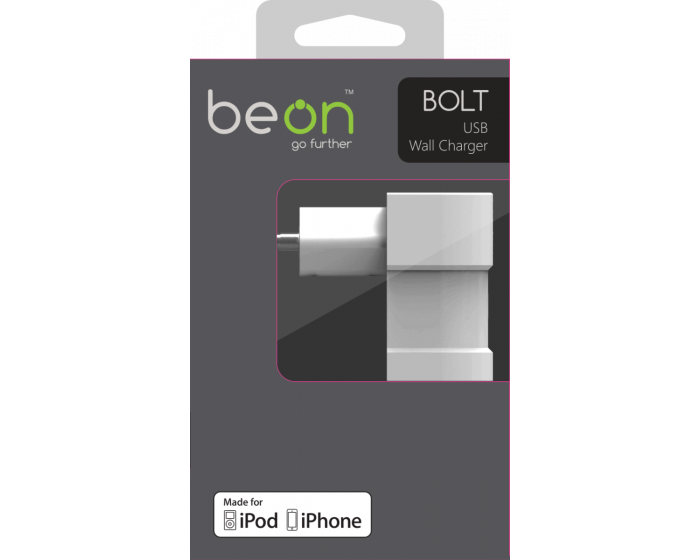 beon™
go further
BOLT
USB
Wall Charger
Made for
iPod iPhone